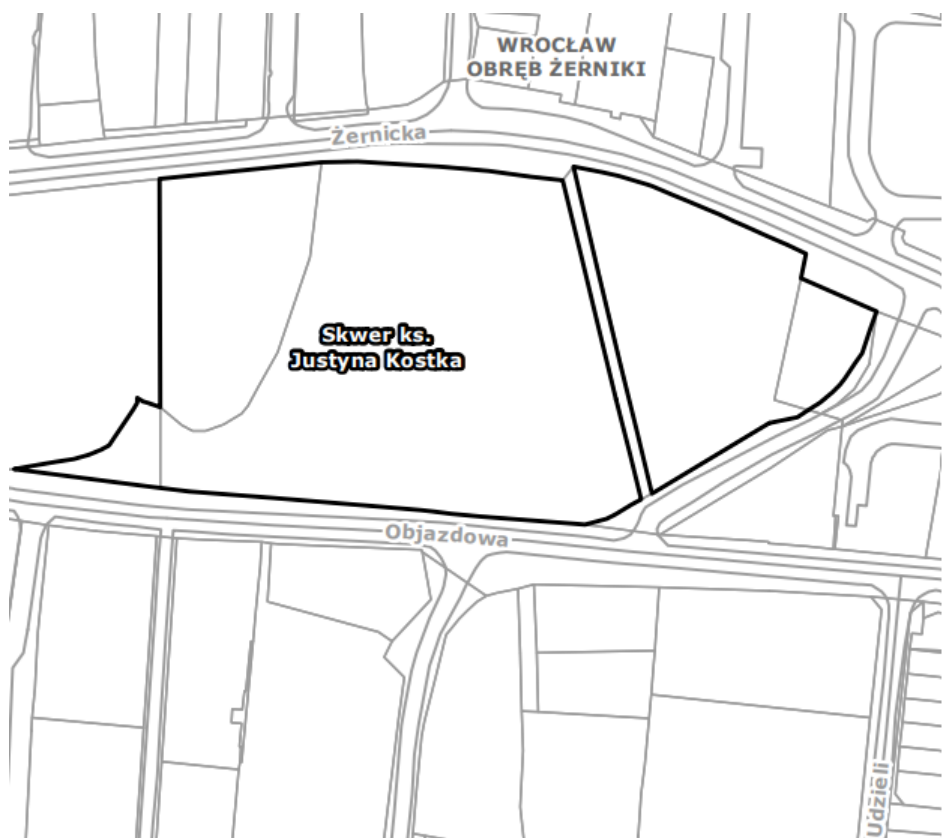 WROCŁAW
OBRĘB ŻERNIKI
Żernicka
Skwer ks.
Justyna Kostka
Objazdowa
Udzieli